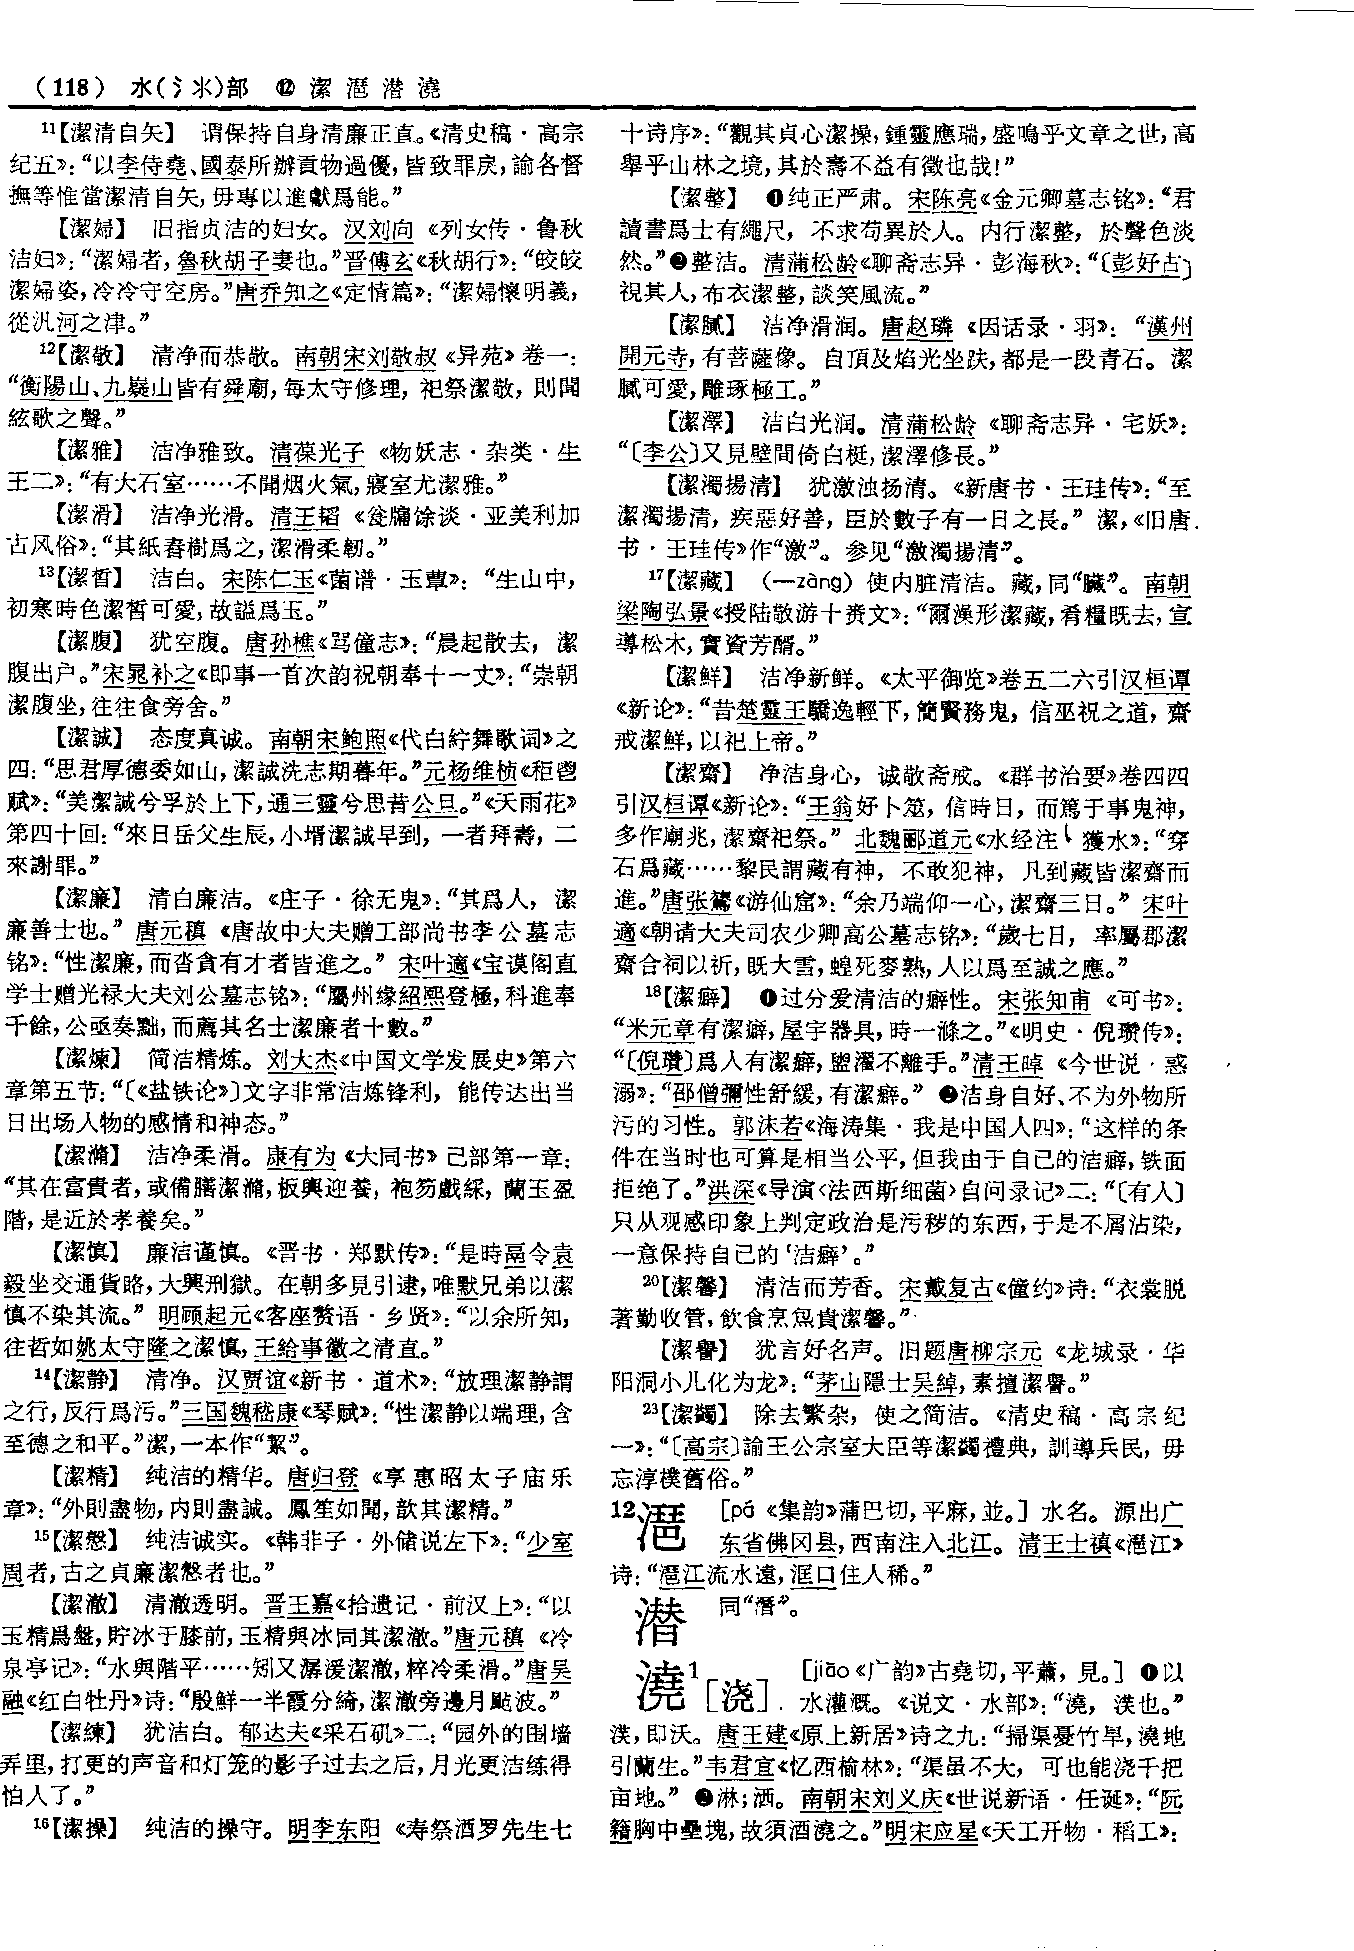 （118） 水(氵氺)部 ⑫ 潔 潖 濳 澆
¹¹【潔清自矢】 谓保持自身清廉正直。《清史稿·高宗
纪五》：“以李侍堯、國泰所辦貢物過優，皆致罪戾，諭各督
撫等惟當潔清自矢，毋專以進獻爲能。”
【潔婦】 旧指贞洁的妇女。汉刘向《列女传·鲁秋
洁妇》：“潔婦者，魯秋胡子妻也。”晋傅玄《秋胡行》：“皎皎
潔婦姿，冷冷守空房。”唐乔知之《定情篇》：“潔婦懷明義，
從汎河之津。”
¹²【潔敬】 清净而恭敬。南朝宋刘敬叔《异苑》卷一：
“衡陽山、九嶷山皆有舜廟，每太守修理，祀祭潔敬，則聞
絃歌之聲。”
【潔雅】 洁净雅致。清葆光子《物妖志·杂类·生
王二》：“有大石室……不聞烟火氣，寢室尤潔雅。”
【潔滑】 洁净光滑。清王韬《瓮牖馀谈·亚美利加
古风俗》：“其紙舂樹爲之，潔滑柔韌。”
¹³【潔皙】 洁白。宋陈仁玉《菌谱·玉蕈》：“生山中，
初寒時色潔皙可愛，故謚爲玉。”
【潔腹】 犹空腹。唐孙樵《骂僮志》：“晨起散去，潔
腹出户。”宋晁补之《即事一首次韵祝朝奉十一丈》：“崇朝
潔腹坐，往往食旁舍。”
【潔誠】 态度真诚。南朝宋鲍照《代白紵舞歌词》之
四：“思君厚德委如山，潔誠洗志期暮年。”元杨维桢《秬鬯
赋》：“美潔誠兮孚於上下，通三靈兮思昔公旦。”《天雨花》
第四十回：“來日岳父生辰，小壻潔誠早到，一者拜壽，二
來謝罪。”
【潔廉】 清白廉洁。《庄子·徐无鬼》：“其爲人，潔
廉善士也。”唐元稹《唐故中大夫赠工部尚书李公墓志
铭》：“性潔廉，而沓貪有才者皆進之。”宋叶適《宝谟阁直
学士赠光禄大夫刘公墓志铭》：“屬州缘紹熙登極，科進奉
千餘，公亟奏黜，而薦其名士潔廉者十數。”
【潔煉】 简洁精炼。刘大杰《中国文学发展史》第六
章第五节：“〔《盐铁论》〕文字非常洁炼锋利，能传达出当
日出场人物的感情和神态。”
【潔瀡】 洁净柔滑。康有为《大同书》己部第一章：
“其在富貴者，或備膳潔瀡，板輿迎養，袍笏戲綵，蘭玉盈
階，是近於孝養矣。”
【潔慎】 廉洁谨慎。《晋书·郑默传》：“是時鬲令袁
毅坐交通貨賂，大興刑獄。在朝多見引逮，唯默兄弟以潔
慎不染其流。”明顾起元《客座赘语·乡贤》：“以余所知，
往哲如姚太守隆之潔慎，王給事徽之清直。”
¹⁴【潔静】 清净。汉贾谊《新书·道术》：“放理潔静謂
之行，反行爲污。”三国魏嵇康《琴赋》：“性潔静以端理，含
至德之和平。”潔，一本作“絜”。
【潔精】 纯洁的精华。唐归登《享惠昭太子庙乐
章》：“外則盡物，内則盡誠。鳳笙如聞，歆其潔精。”
¹⁵【潔慤】 纯洁诚实。《韩非子·外储说左下》：“少室
周者，古之貞廉潔慤者也。”
【潔澈】 清澈透明。晋王嘉《拾遗记·前汉上》：“以
玉精爲盤，貯冰于膝前，玉精與冰同其潔澈。”唐元稹《冷
泉亭记》：“水與階平……矧又潺湲潔澈，粹冷柔滑。”唐吴
融《红白牡丹》诗：“殷鮮一半霞分綺，潔澈旁邊月颭波。”
【潔練】 犹洁白。郁达夫《采石矶》二：“园外的围墙
弄里，打更的声音和灯笼的影子过去之后，月光更洁练得
怕人了。”
¹⁶【潔操】 纯洁的操守。明李东阳《寿祭酒罗先生七
十诗序》：“觀其貞心潔操，鍾靈應瑞，盛鳴乎文章之世，高
舉乎山林之境，其於壽不益有徵也哉！”
【潔整】 ❶纯正严肃。宋陈亮《金元卿墓志铭》：“君
讀書爲士有繩尺，不求苟異於人。内行潔整，於聲色淡
然。”❷整洁。清蒲松龄《聊斋志异·彭海秋》：“〔彭好古〕
視其人，布衣潔整，談笑風流。”
【潔膩】 洁净滑润。唐赵璘《因话录·羽》：“漢州
開元寺，有菩薩像。自頂及焰光坐趺，都是一段青石。潔
膩可愛，雕琢極工。”
【潔澤】 洁白光润。清蒲松龄《聊斋志异·宅妖》：
“〔李公〕又見壁間倚白梃，潔澤修長。”
【潔濁揚清】 犹激浊扬清。《新唐书·王珪传》：“至
潔濁揚清，疾惡好善，臣於數子有一日之長。”潔，《旧唐
书·王珪传》作“激”。参见“激濁揚清”。
¹⁷【潔藏】 （—zàng）使内脏清洁。藏，同“臟”。南朝
梁陶弘景《授陆敬游十赉文》：“爾澡形潔藏，肴糧既去，宣
導松木，實資芳醑。”
【潔鮮】 洁净新鲜。《太平御览》卷五二六引汉桓谭
《新论》：“昔楚靈王驕逸輕下，簡賢務鬼，信巫祝之道，齋
戒潔鮮，以祀上帝。”
【潔齋】 净洁身心，诚敬斋戒。《群书治要》卷四四
引汉桓谭《新论》：“王翁好卜筮，信時日，而篤于事鬼神，
多作廟兆，潔齋祀祭。”北魏郦道元《水经注·獲水》：“穿
石爲藏……黎民謂藏有神，不敢犯神，凡到藏皆潔齋而
進。”唐张鷟《游仙窟》：“余乃端仰一心，潔齋三日。”宋叶
適《朝请大夫司农少卿高公墓志铭》：“歲七日，率屬郡潔
齋合祠以祈，既大雪，蝗死麥熟，人以爲至誠之應。”
¹⁸【潔癖】 ❶过分爱清洁的癖性。宋张知甫《可书》：
“米元章有潔癖，屋宇器具，時一滌之。”《明史·倪瓒传》：
“〔倪瓚〕爲人有潔癖，盥濯不離手。”清王晫《今世说·惑
溺》：“邵僧彌性舒緩，有潔癖。”❷洁身自好、不为外物所
污的习性。郭沫若《海涛集·我是中国人四》：“这样的条
件在当时也可算是相当公平，但我由于自己的洁癖，铁面
拒绝了。”洪深《导演〈法西斯细菌〉自问录记》二：“〔有人〕
只从观感印象上判定政治是污秽的东西，于是不屑沾染，
一意保持自己的‘洁癖’。”
²⁰【潔馨】 清洁而芳香。宋戴复古《僮约》诗：“衣裳脱
著勤收管，飲食烹炰貴潔馨。”
【潔譽】 犹言好名声。旧题唐柳宗元《龙城录·华
阳洞小儿化为龙》：“茅山隱士吴綽，素擅潔譽。”
²³【潔蠲】 除去繁杂，使之简洁。《清史稿·高宗纪
一》：“〔高宗〕諭王公宗室大臣等潔蠲禮典，訓導兵民，毋
忘淳樸舊俗。”
12潖 ［pá《集韵》蒲巴切，平麻，並。］水名。源出广
东省佛冈县，西南注入北江。清王士禛《潖江》
诗：“潖江流水遠，洭口住人稀。”
濳 同“潛”。
澆¹［浇］ ［jiāo《广韵》古堯切，平蕭，見。］❶以
水灌溉。《说文·水部》：“澆，渼也。”
渼，即沃。唐王建《原上新居》诗之九：“掃渠憂竹旱，澆地
引蘭生。”韦君宜《忆西榆林》：“渠虽不大，可也能浇千把
亩地。”❷淋；洒。南朝宋刘义庆《世说新语·任诞》：“阮
籍胸中壘塊，故須酒澆之。”明宋应星《天工开物·稻工》：